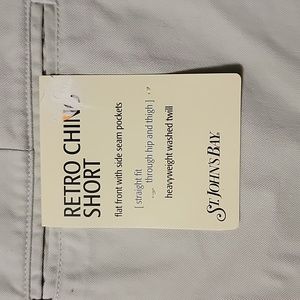 RETRO CHINO
SHORT
flat front with side seam pockets
[ straight fit
through hip and thigh ]
heavyweight washed twill
ST. JOHN'S BAY.